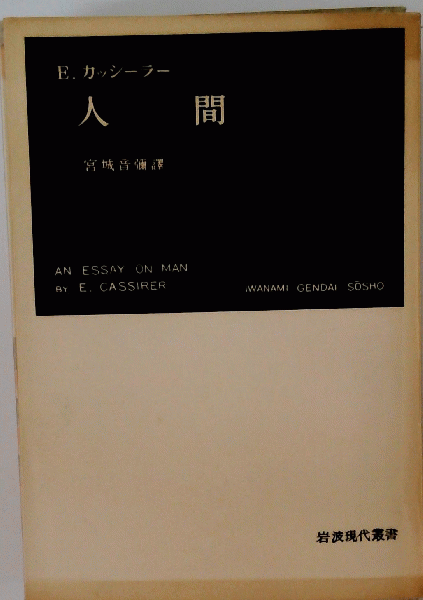 E. カッシーラー
人間
宮城音彌譯
AN ESSAY ON MAN
BY E. CASSIRER
IWANAMI GENDAI SŌSHO
岩波現代叢書